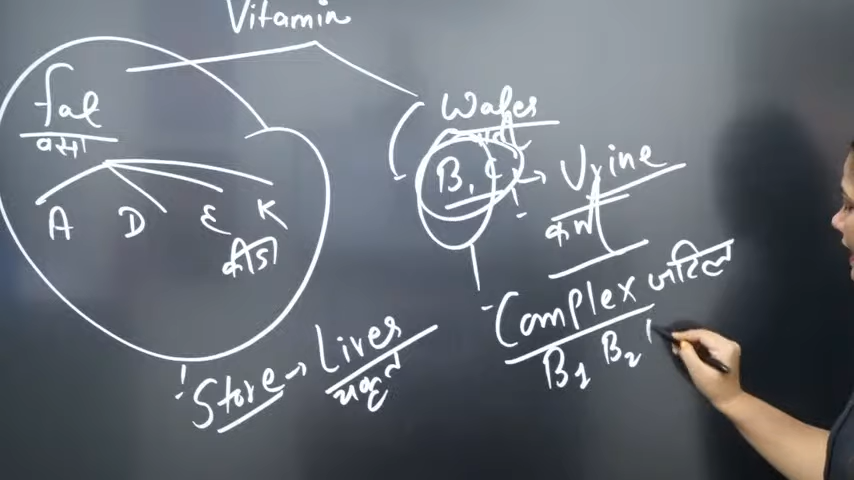 Vitamin
fat
वसा
A D E K
कीडा
Store → Liver
यकृत
Water
B, C → Urine
Complex जटिल
B1 B2